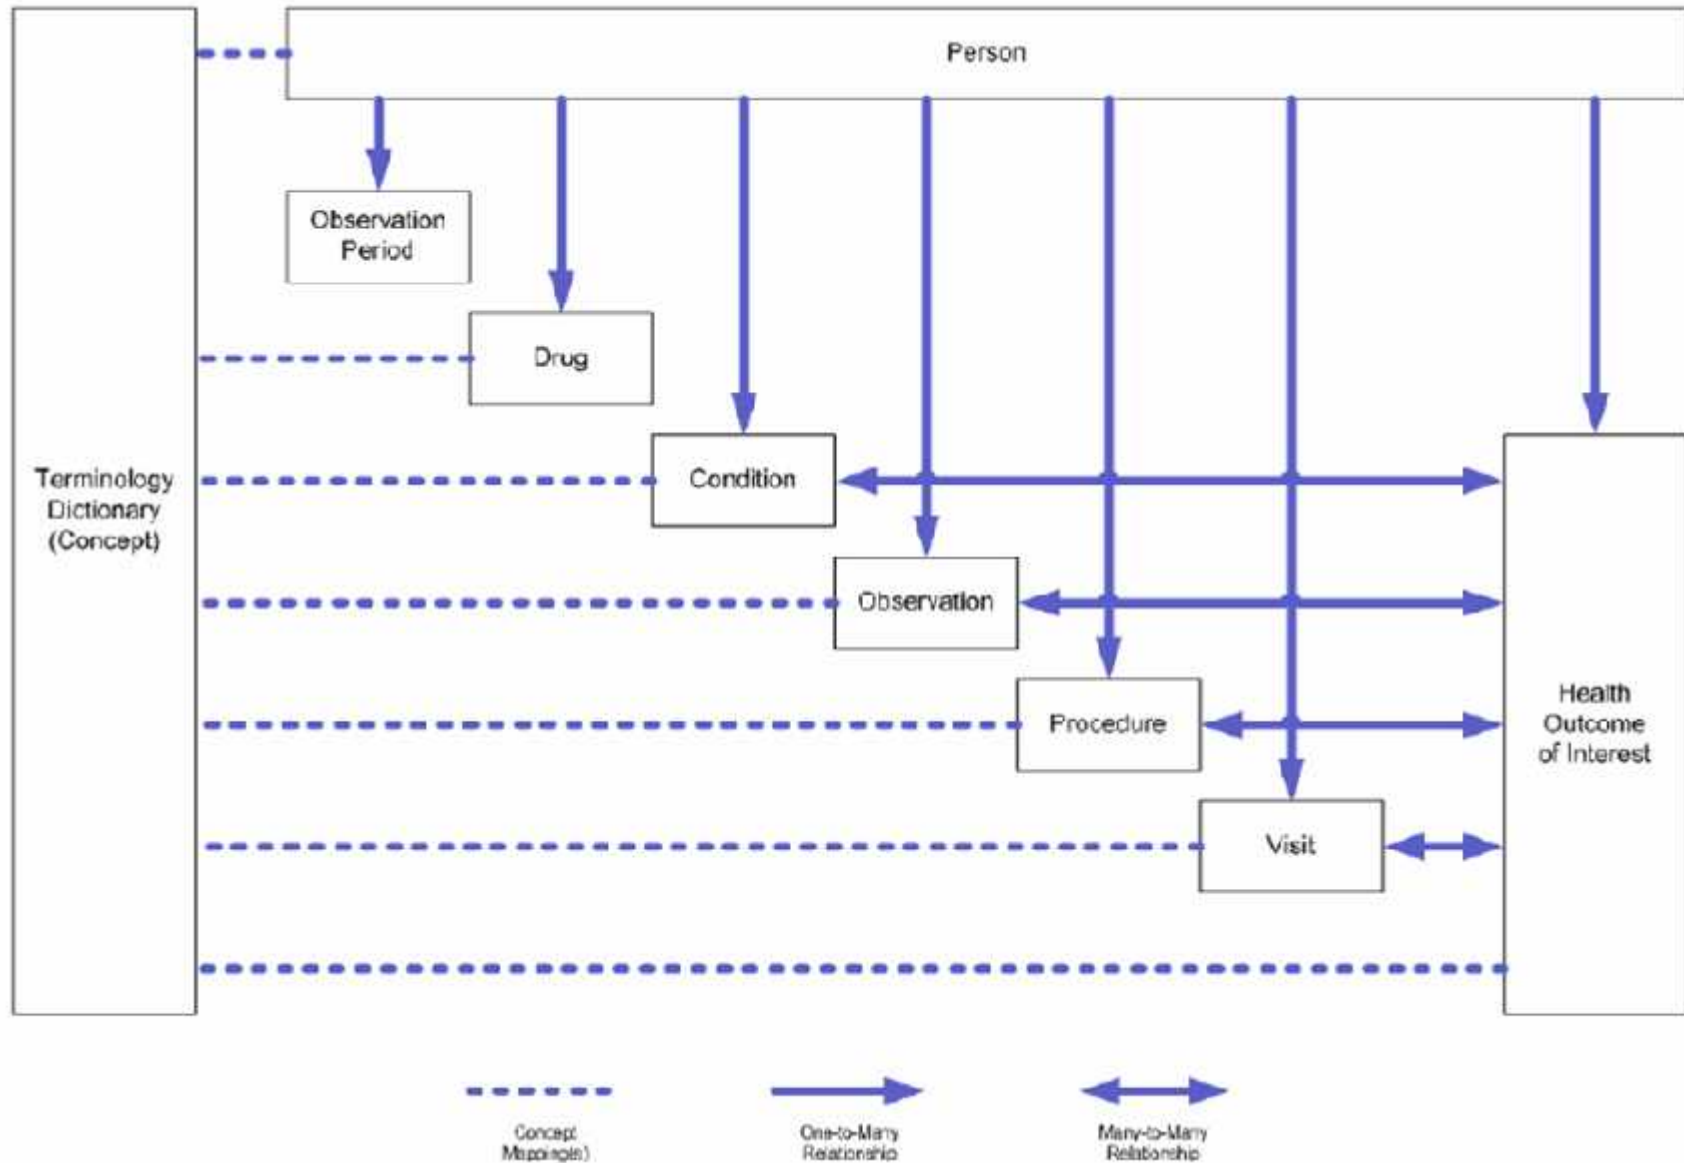 Person
Observation
Period
Drug
Terminology
Dictionary
(Concept)
Condition
Observation
Procedure
Health
Outcome
of Interest
Visit
Concept
Mapping(s)
One-to-Many
Relationship
Many-to-Many
Relationship